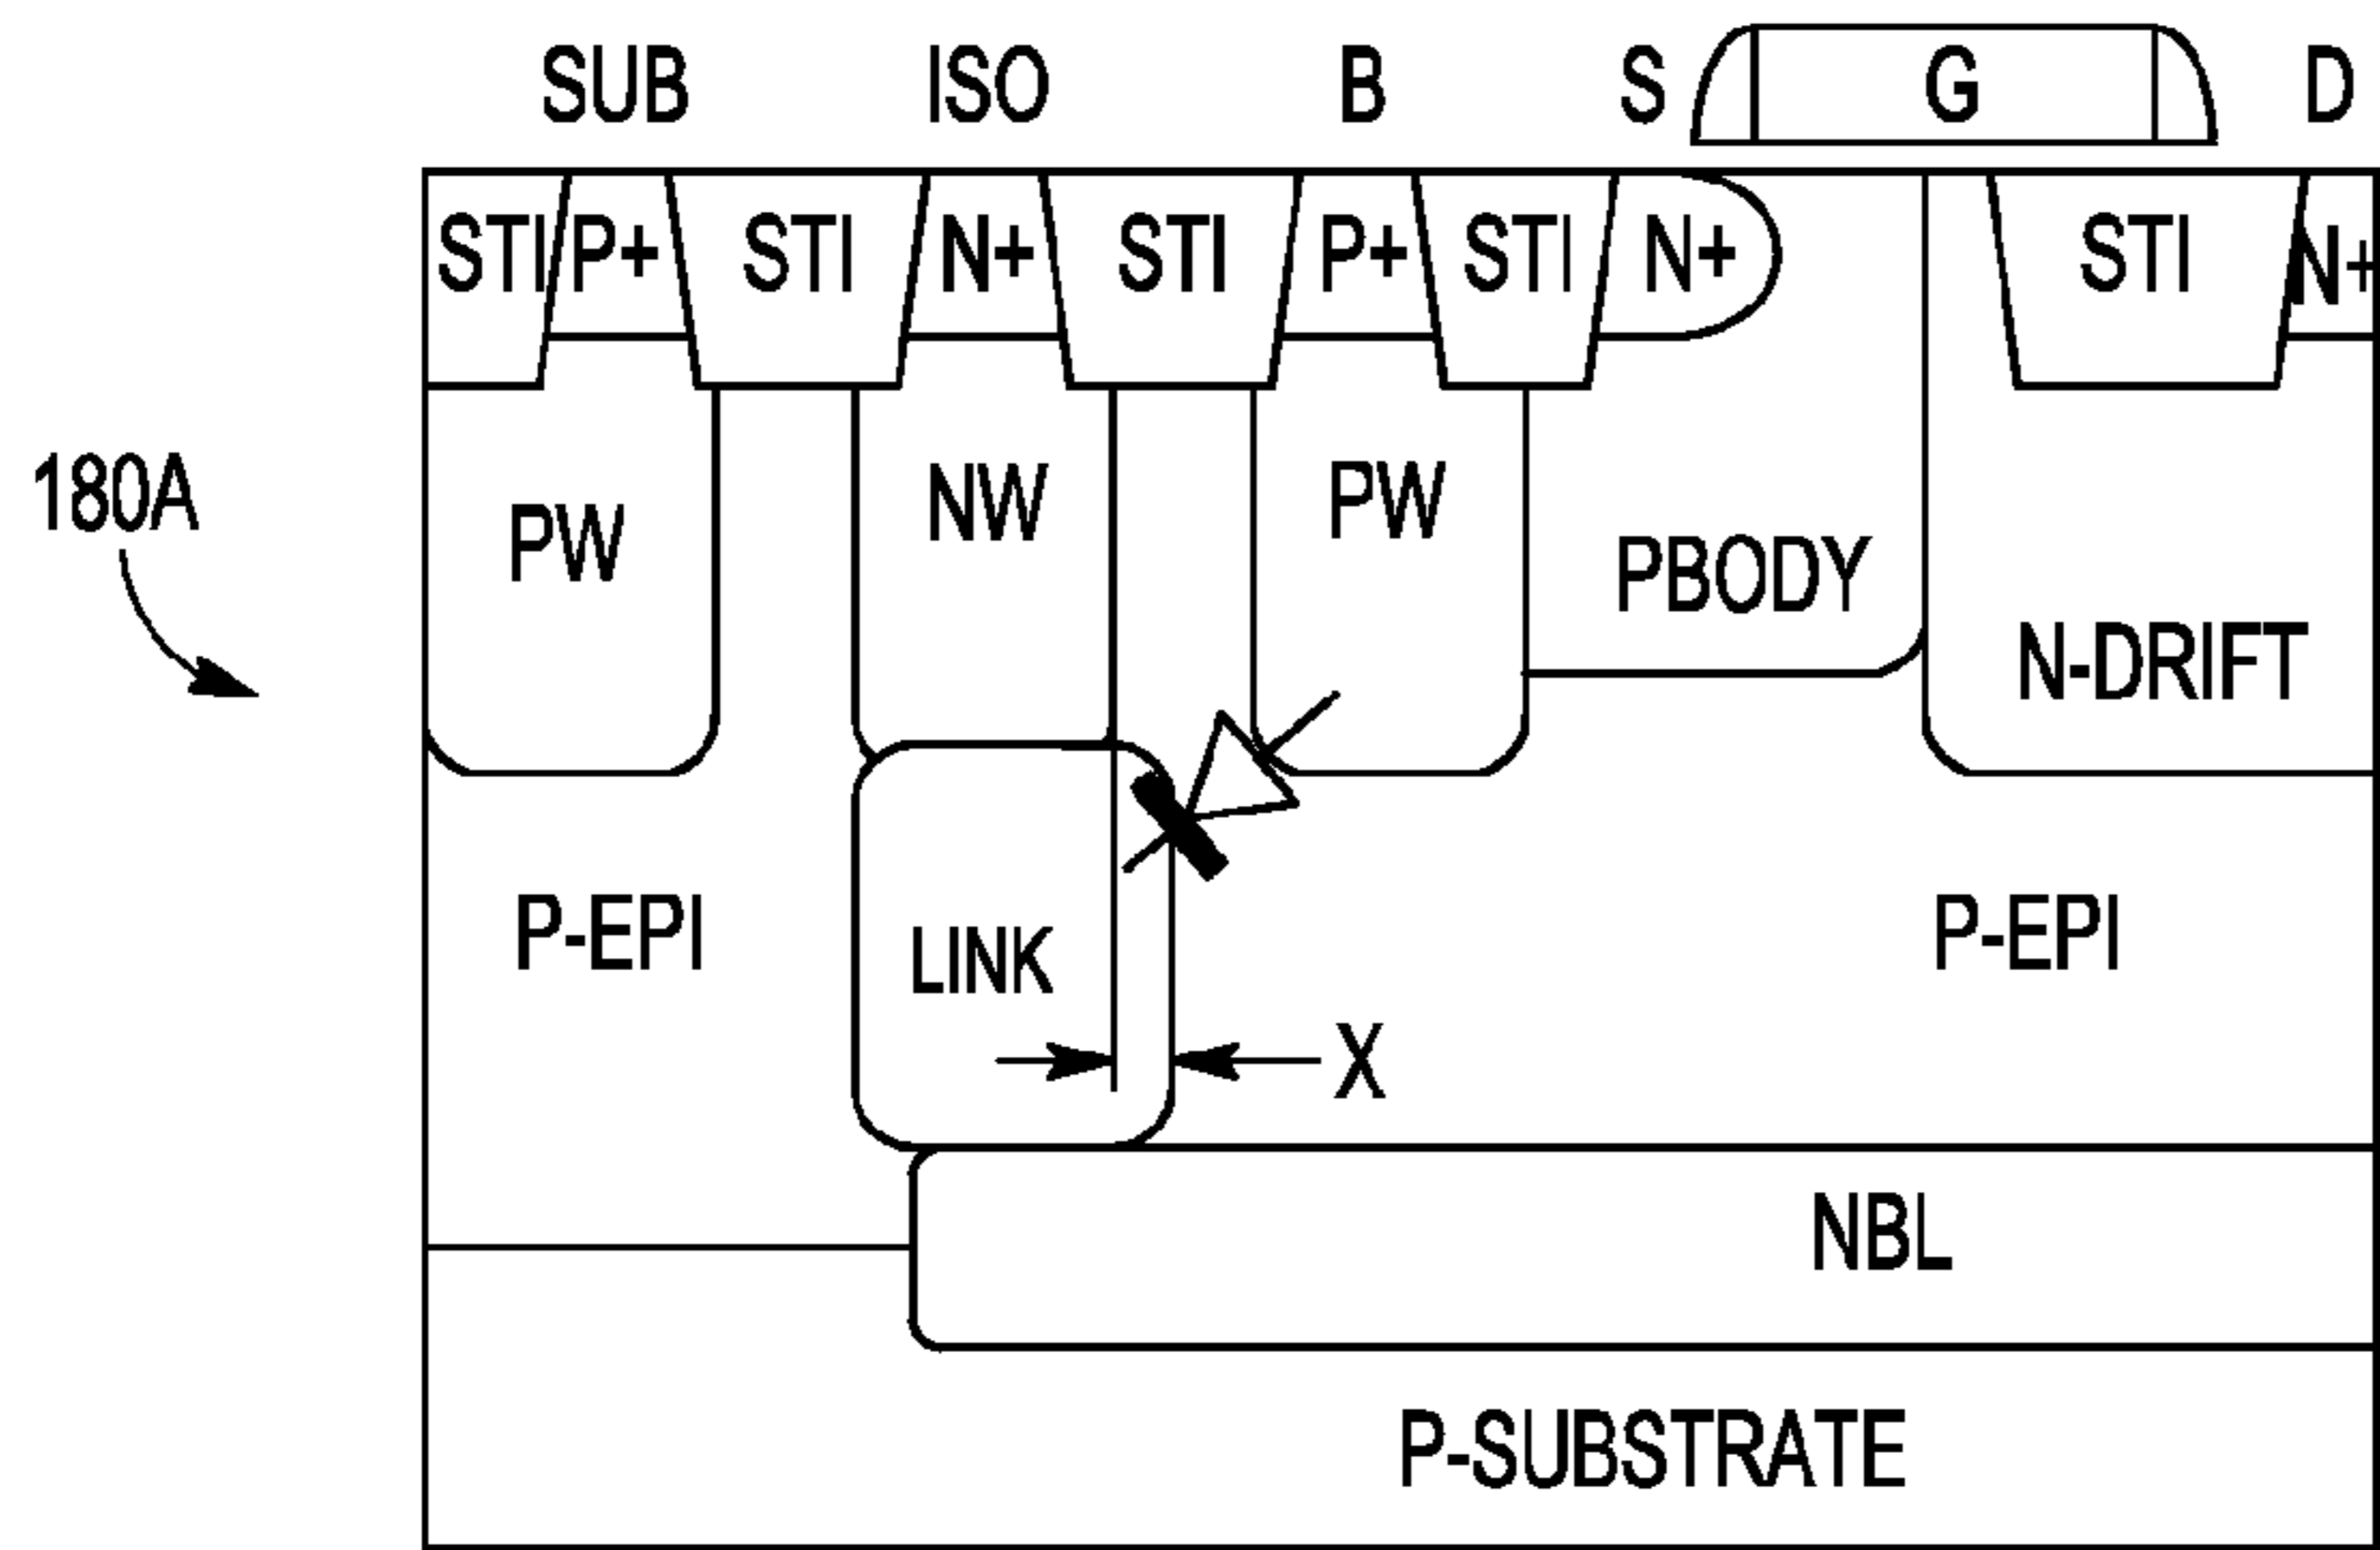 SUB ISO B S G D
STI P+ STI N+ STI P+ STI N+ STI N+
180A
PW NW PW PBODY N-DRIFT
P-EPI LINK P-EPI
X
NBL
P-SUBSTRATE